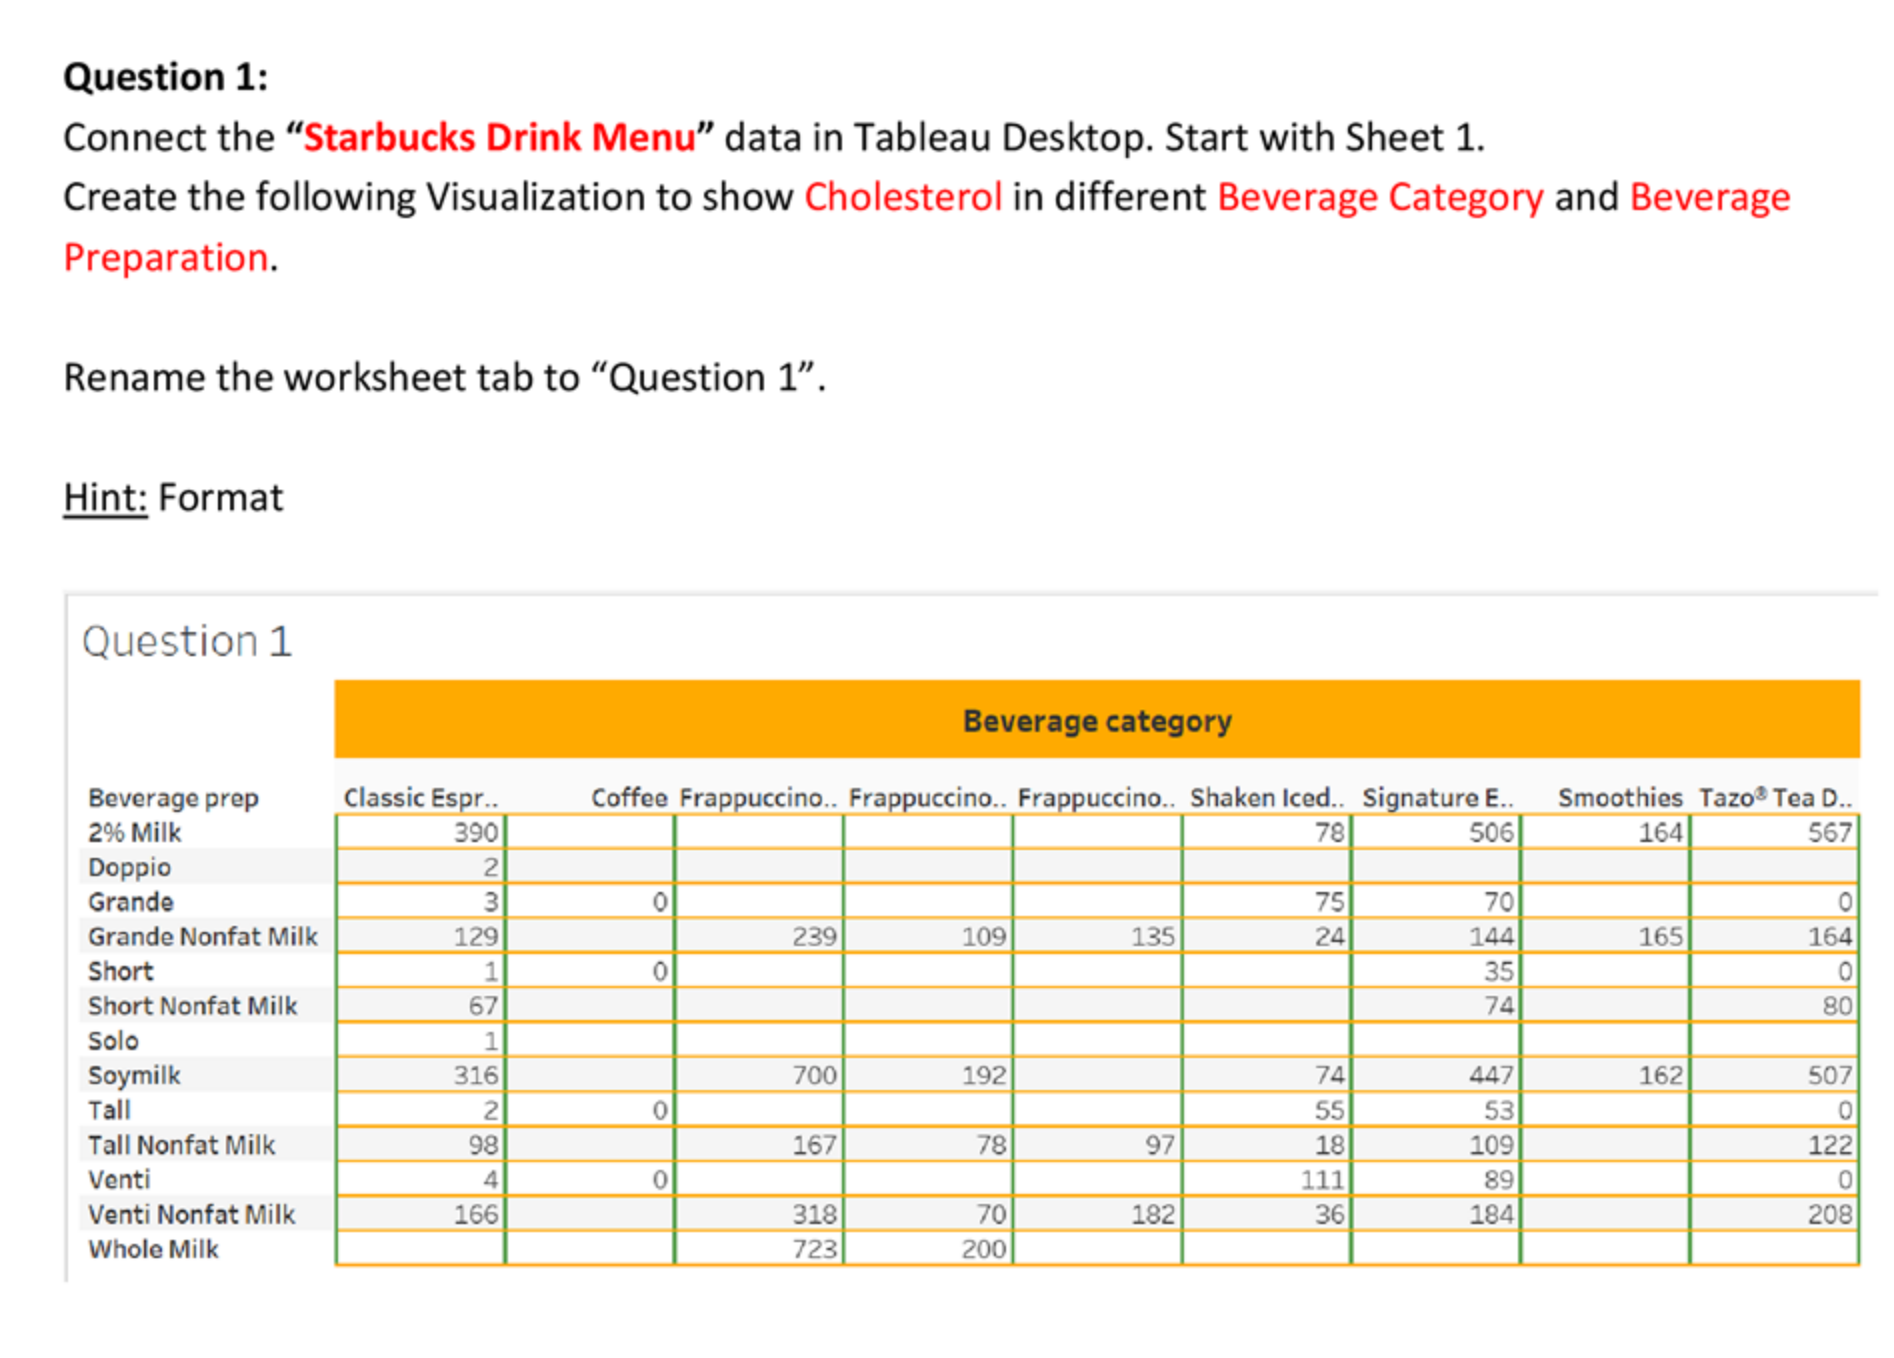 Question 1:
Connect the “Starbucks Drink Menu” data in Tableau Desktop. Start with Sheet 1.
Create the following Visualization to show Cholesterol in different Beverage Category and Beverage
Preparation.
Rename the worksheet tab to “Question 1”.
Hint: Format
Question 1
Beverage category
Beverage prep Classic Espr.. Coffee Frappuccino.. Frappuccino.. Frappuccino.. Shaken Iced.. Signature E.. Smoothies Tazo® Tea D..
2% Milk 390 78 506 164 567
Doppio 2
Grande 3 0 75 70 0
Grande Nonfat Milk 129 239 109 135 24 144 165 164
Short 1 0 35 0
Short Nonfat Milk 67 74 80
Solo 1
Soymilk 316 700 192 74 447 162 507
Tall 2 0 55 53 0
Tall Nonfat Milk 98 167 78 97 18 109 122
Venti 4 0 111 89 0
Venti Nonfat Milk 166 318 70 182 36 184 208
Whole Milk 723 200